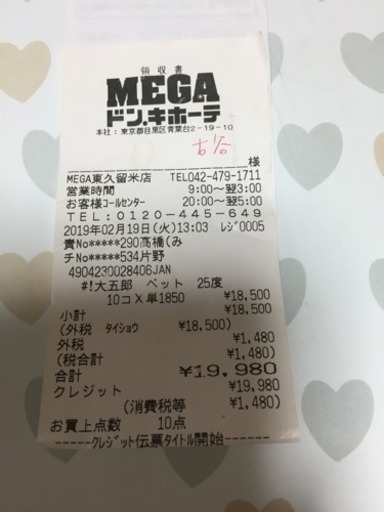 領収書
MEGA
ドン.キホーテ
本社：東京都目黒区青葉台2-19-10
古谷
様
MEGA東久留米店 TEL042-479-1711
営業時間 9:00～翌3:00
お客様ｺｰﾙｾﾝﾀｰ 20:00～5:00
TEL：0120-445-649
2019年02月19日(火)13:03 ﾚｼﾞ0005
責No*****290高橋(み
チNo*****534片野
4904230028406JAN
#!大五郎 ペット 25度
10コ×単1850 ¥18,500
小計 ¥18,500
(外税 タイショウ ¥18,500)
外税 ¥1,480
(税合計 ¥1,480)
合計 ¥19,980
クレジット ¥19,980
(消費税等 ¥1,480)
お買上点数 10点
-----ｸﾚｼﾞｯﾄ伝票ﾀｲﾄﾙ開始-----